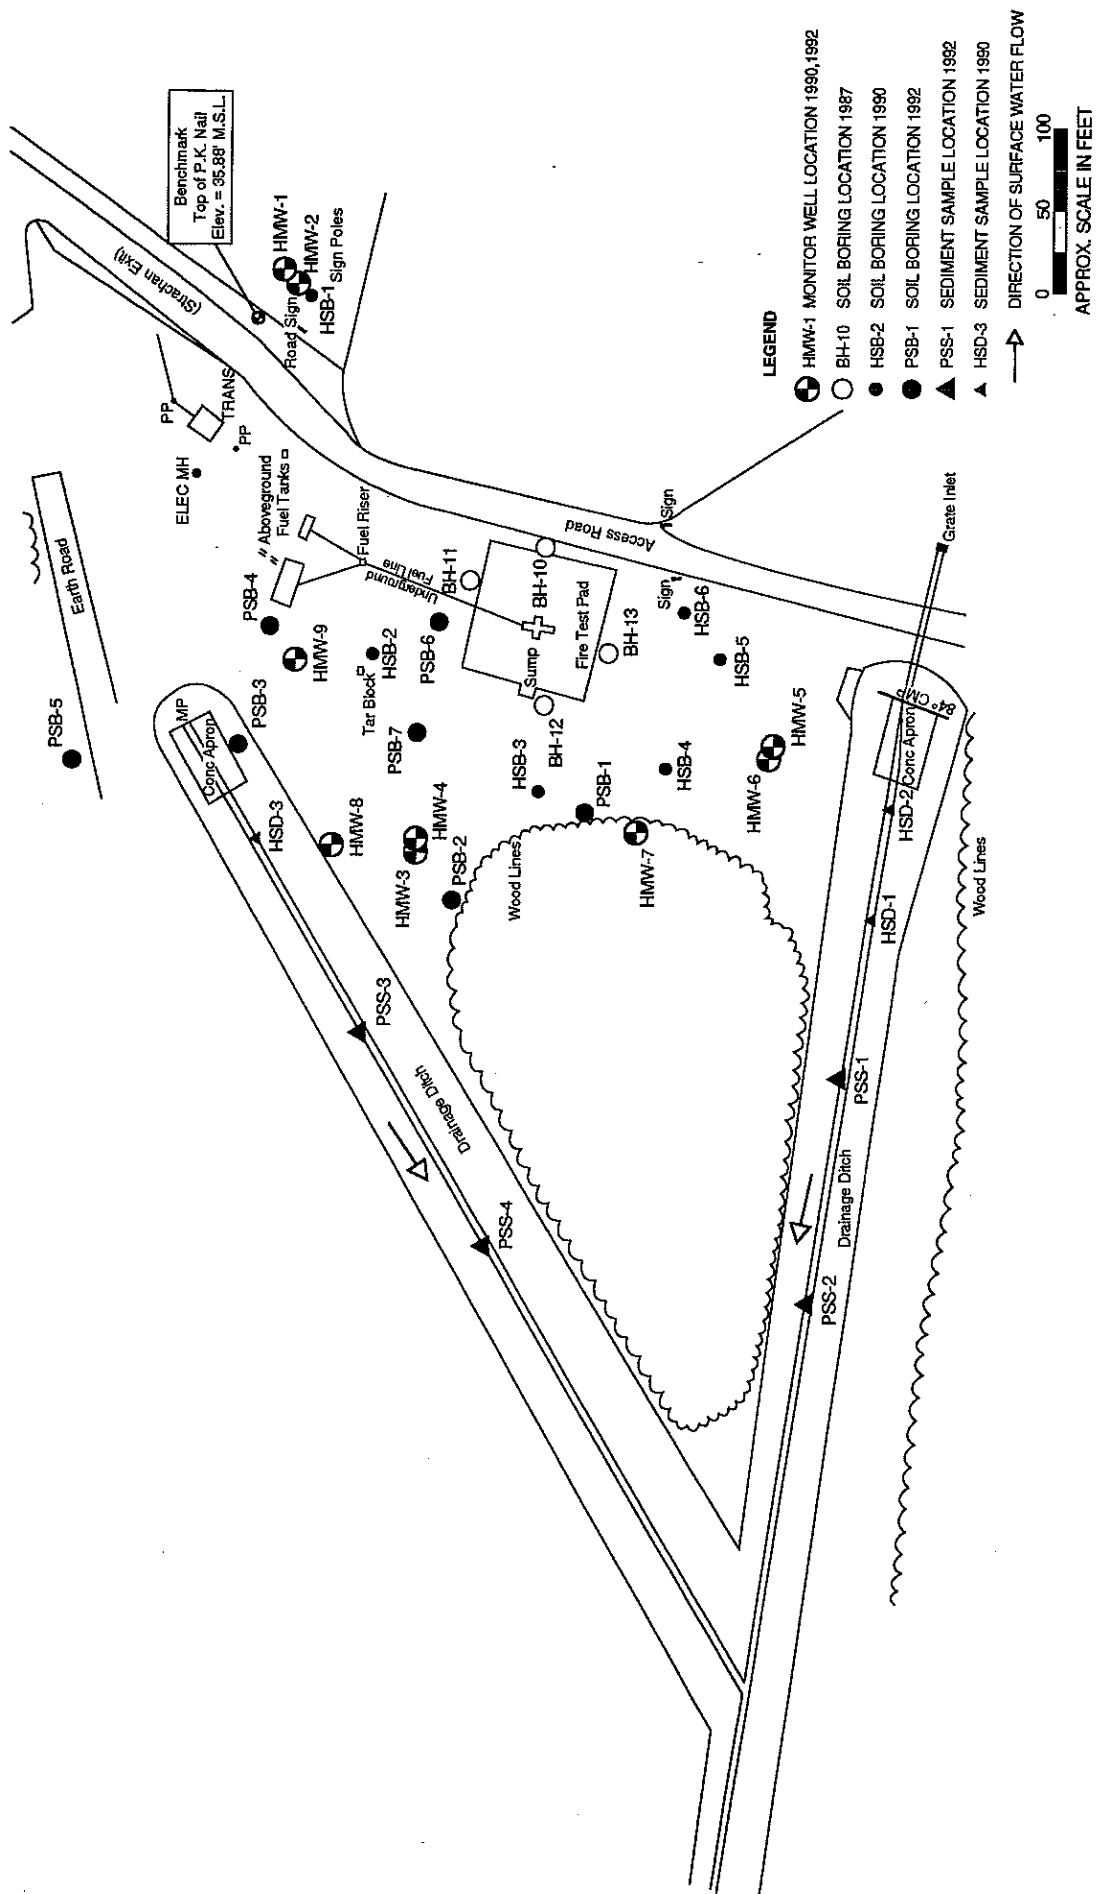 Benchmark
Top of P.K. Nail
Elev. = 35.88' M.S.L.
(Strachan Exit)
HMW-1
HMW-2
HSB-1
Sign Poles
Road Sign
PP
TRANS
PP
ELEC MH
Earth Road
Aboveground
Fuel Tanks
Fuel Riser
Underground
Fuel Line
PSB-4
HMW-9
PSB-5
MP
Conc Apron
PSB-3
HSD-3
Tar Block
HSB-2
PSB-6
BH-11
BH-10
Access Road
Sump
Fire Test Pad
BH-13
BH-12
Sign
Sign
HSB-6
HSB-5
Grate Inlet
PSB-7
HMW-8
HMW-4
HMW-3
PSB-2
HSB-3
PSB-1
HSB-4
HMW-5
HMW-6
HMW-7
Wood Lines
84" CMP
Conc Apron
HSD-2
HSD-1
Wood Lines
PSS-3
Drainage Ditch
PSS-4
PSS-1
Drainage Ditch
PSS-2
LEGEND
HMW-1 MONITOR WELL LOCATION 1990,1992
BH-10 SOIL BORING LOCATION 1987
HSB-2 SOIL BORING LOCATION 1990
PSB-1 SOIL BORING LOCATION 1992
PSS-1 SEDIMENT SAMPLE LOCATION 1992
HSD-3 SEDIMENT SAMPLE LOCATION 1990
DIRECTION OF SURFACE WATER FLOW
0 50 100
APPROX. SCALE IN FEET